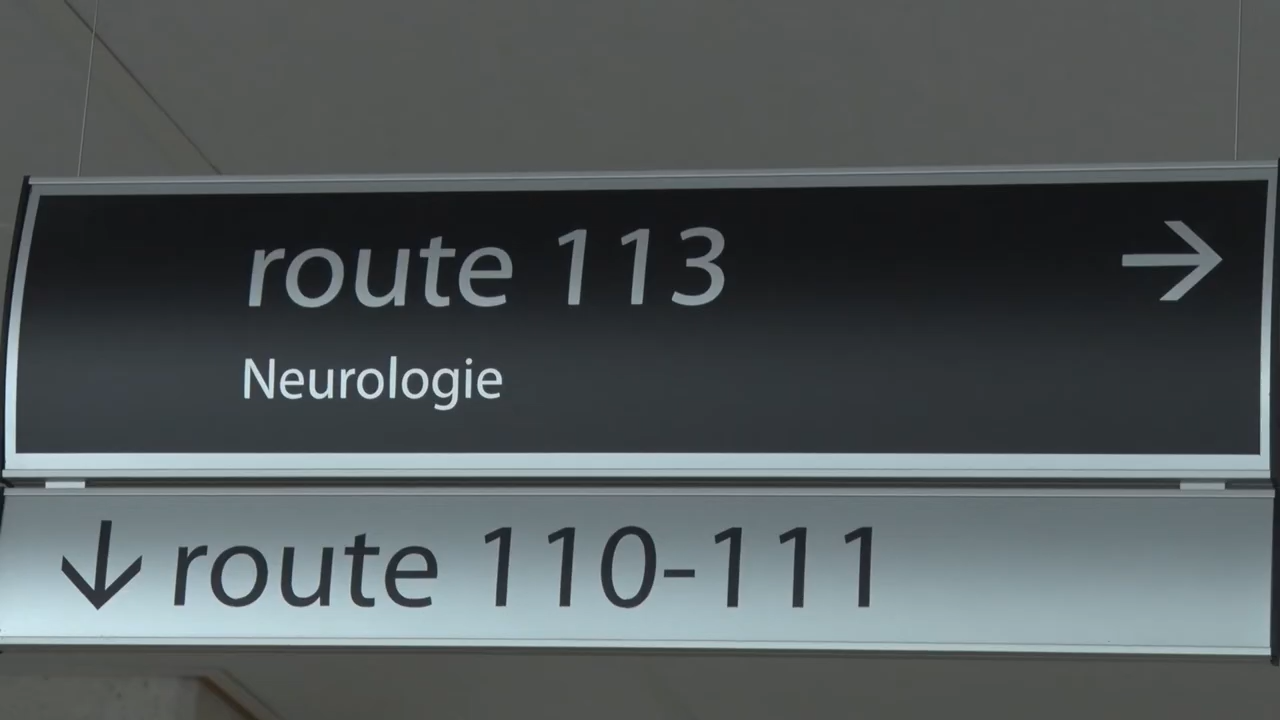 route 113 →
Neurologie
↓ route 110-111